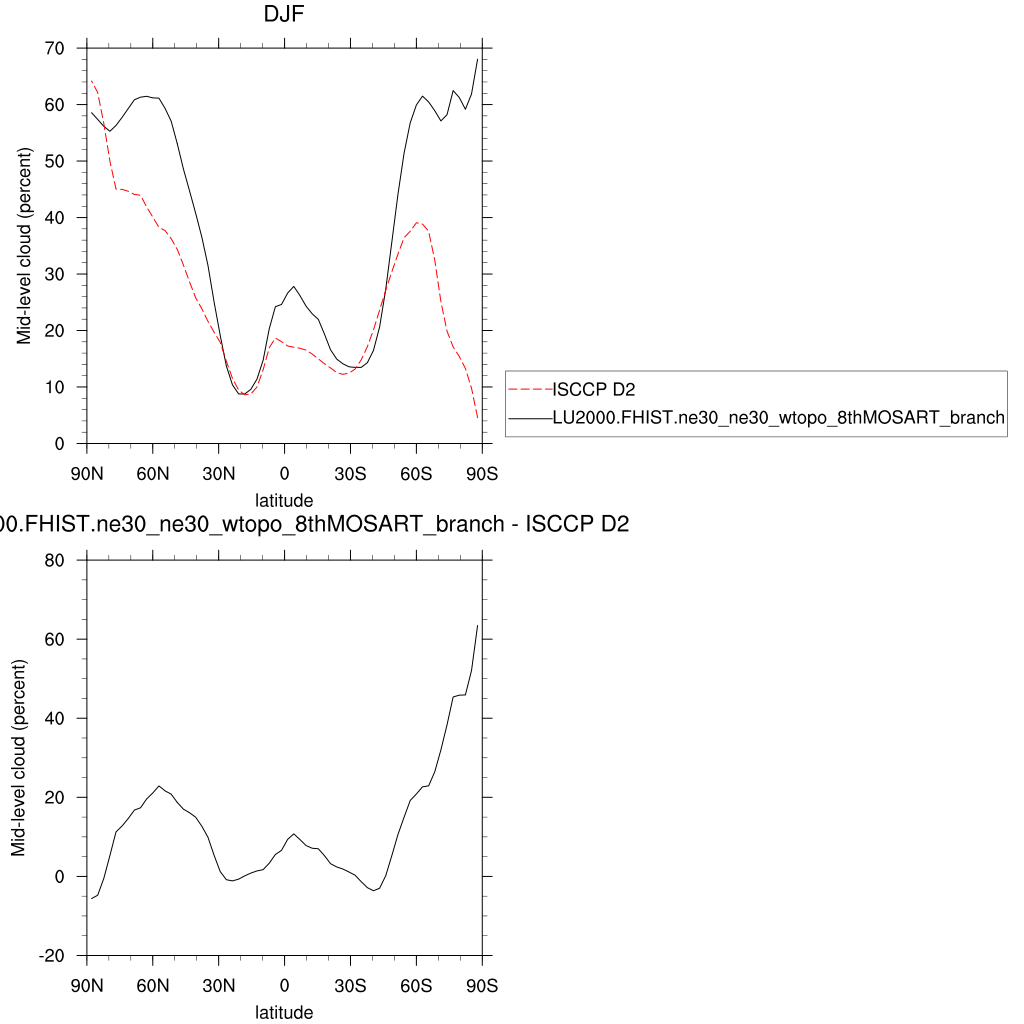 DJF
70
60
50
40
30
20
10
0
Mid-level cloud (percent)
90N 60N 30N 0 30S 60S 90S
latitude
ISCCP D2
LU2000.FHIST.ne30_ne30_wtopo_8thMOSART_branch
00.FHIST.ne30_ne30_wtopo_8thMOSART_branch - ISCCP D2
80
60
40
20
0
-20
Mid-level cloud (percent)
90N 60N 30N 0 30S 60S 90S
latitude